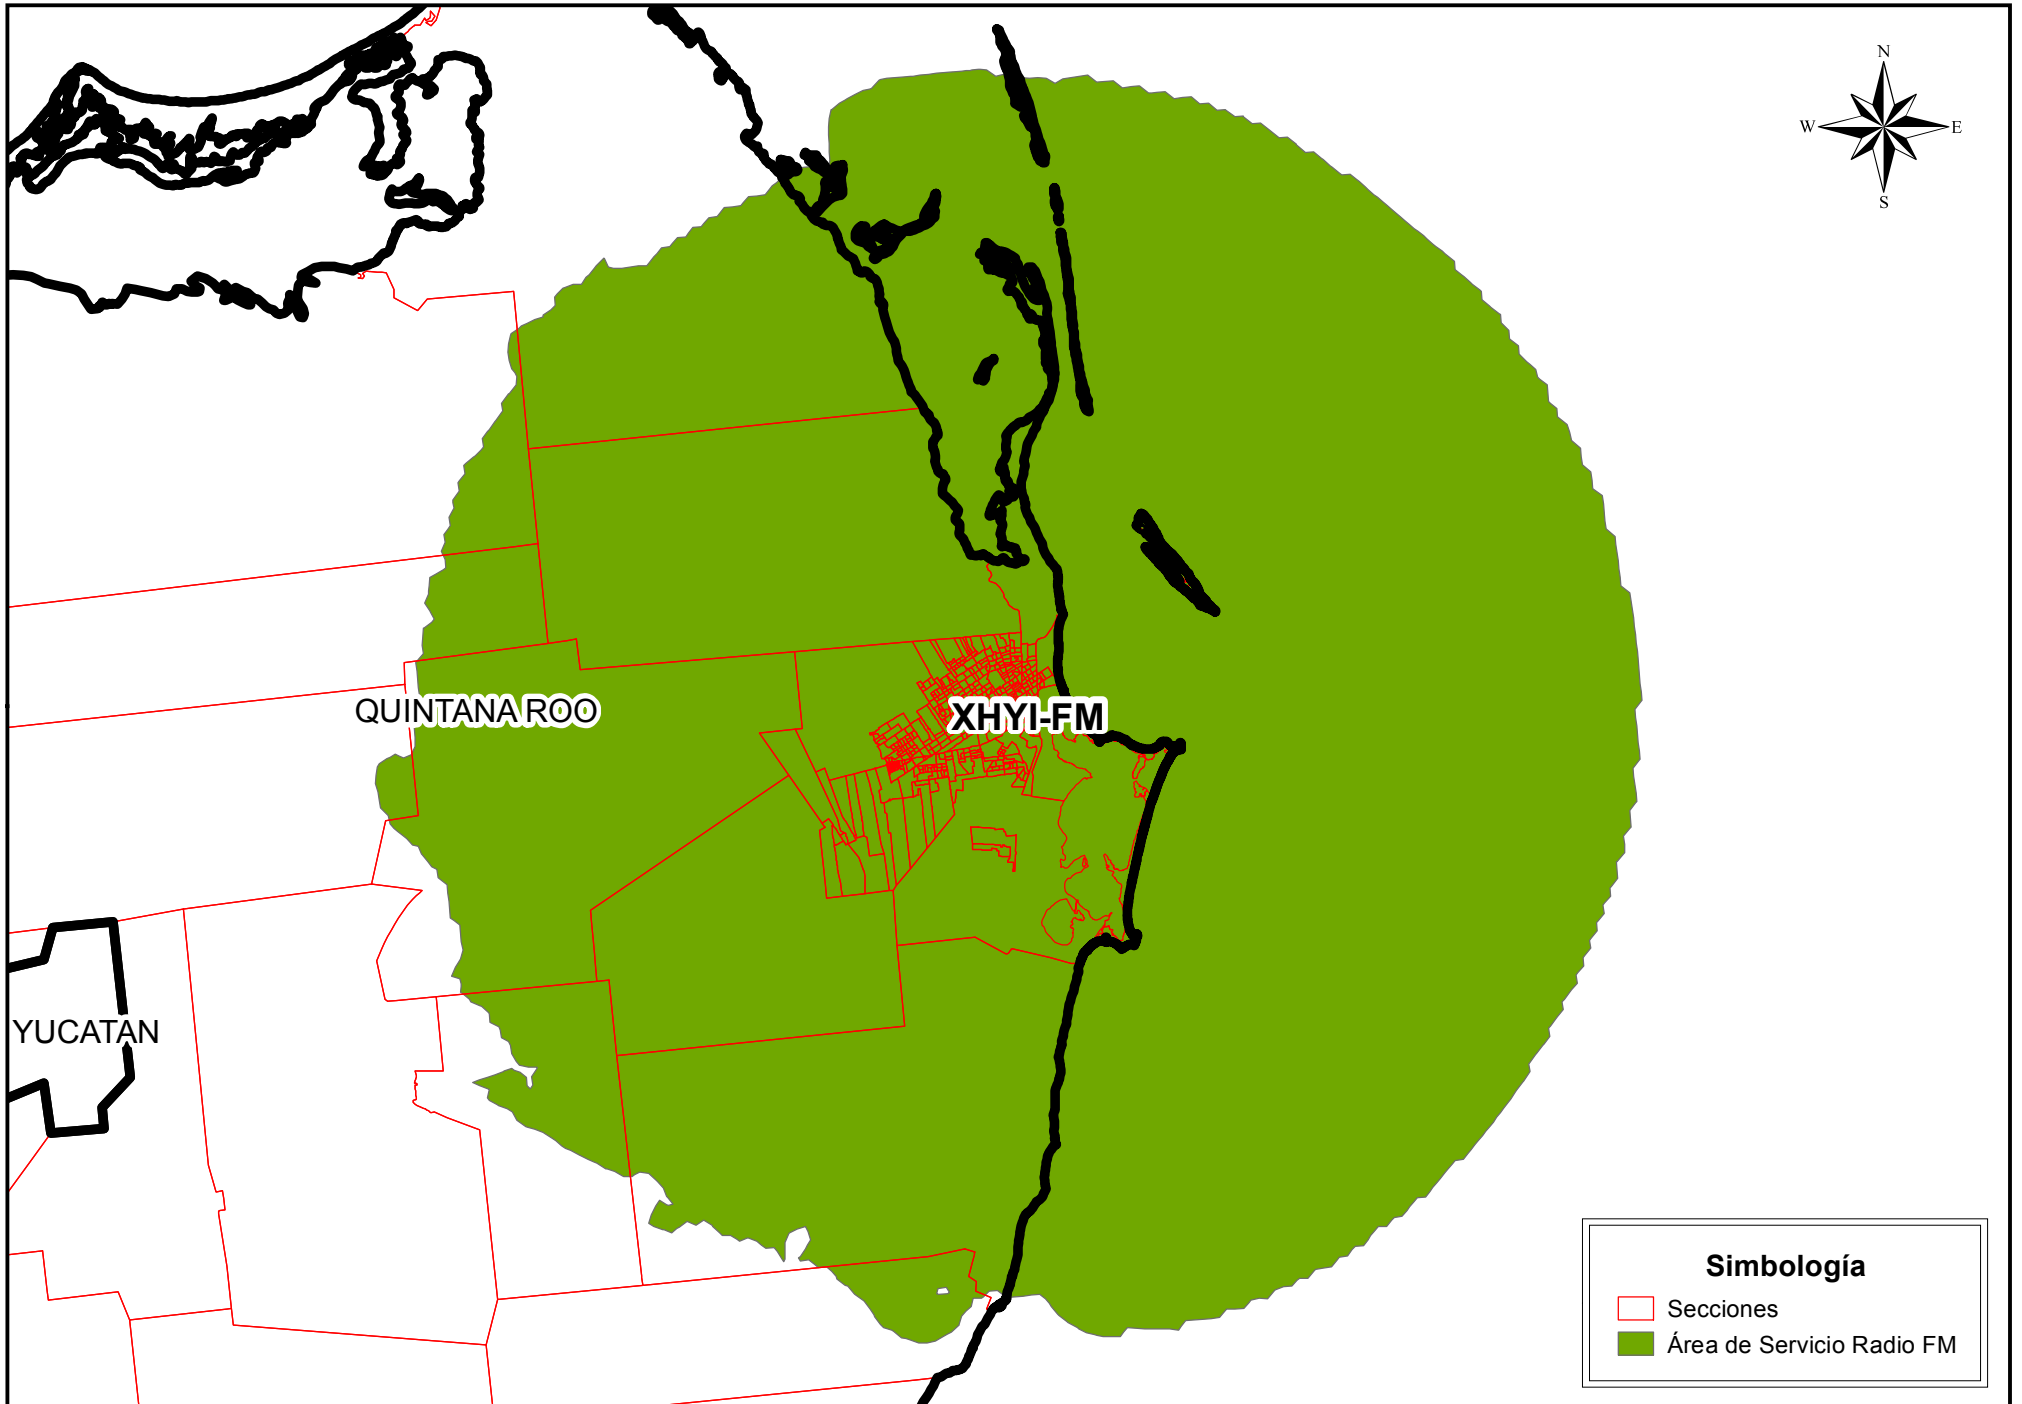 N
W E
S
QUINTANA ROO
XHYI-FM
YUCATAN
Simbología
Secciones
Área de Servicio Radio FM